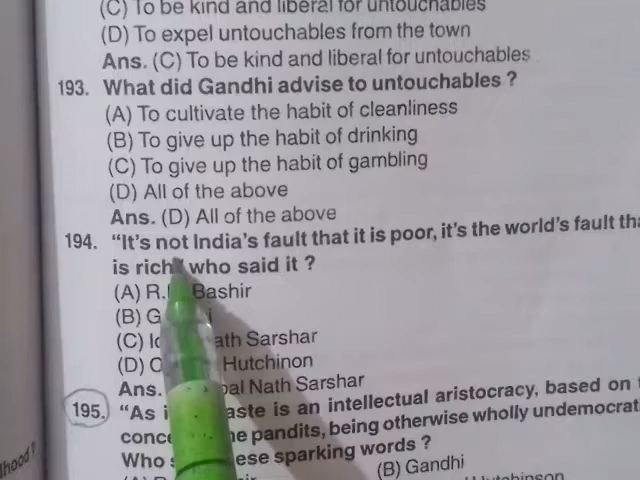 (C) To be kind and liberal for untouchables
(D) To expel untouchables from the town
Ans. (C) To be kind and liberal for untouchables
193. What did Gandhi advise to untouchables ?
(A) To cultivate the habit of cleanliness
(B) To give up the habit of drinking
(C) To give up the habit of gambling
(D) All of the above
Ans. (D) All of the above
194. "It's not India's fault that it is poor, it's the world's fault
is rich" who said it ?
(A) Bashir
(B)
(C) Sarshar
(D) Hutchinon
Ans. Nath Sarshar
195. "As is an intellectual aristocracy, based on
pandits, being otherwise wholly
Who sparking words ?
(B) Gandhi